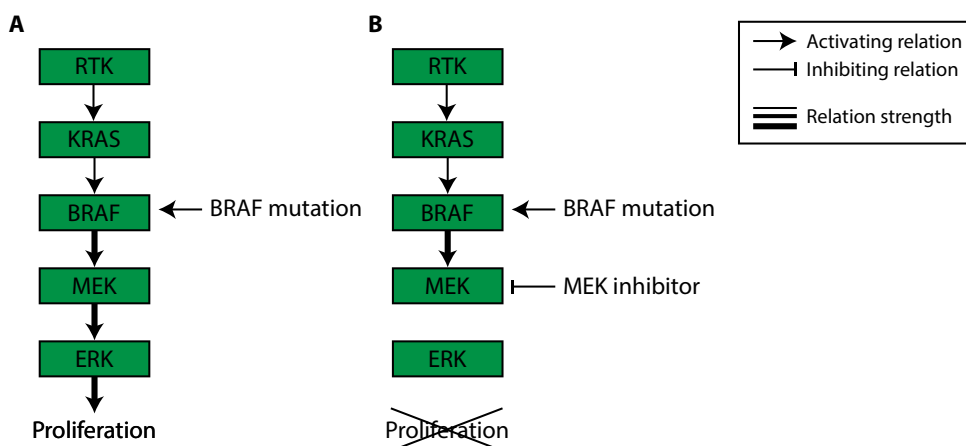 A
RTK
KRAS
BRAF
BRAF mutation
MEK
ERK
Proliferation
B
RTK
KRAS
BRAF
BRAF mutation
MEK
MEK inhibitor
ERK
Proliferation
Activating relation
Inhibiting relation
Relation strength